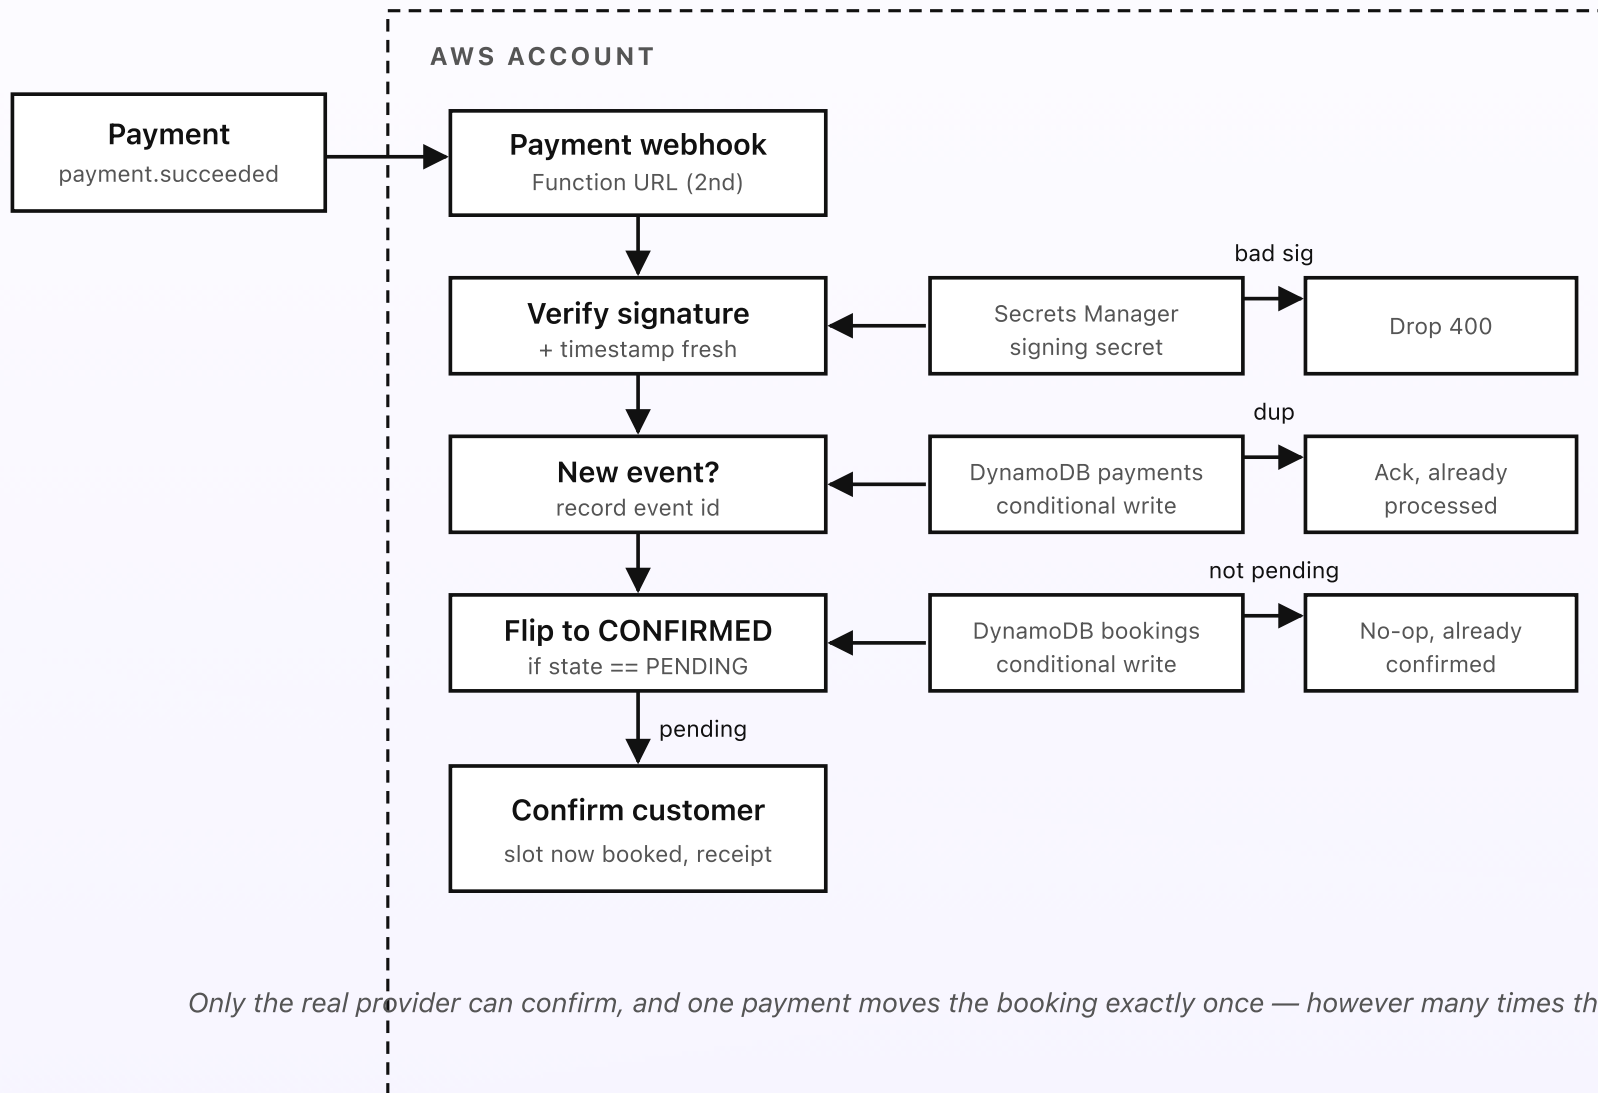 AWS ACCOUNT
Payment
payment.succeeded
Payment webhook
Function URL (2nd)
bad sig
Verify signature
+ timestamp fresh
Secrets Manager
signing secret
Drop 400
dup
New event?
record event id
DynamoDB payments
conditional write
Ack, already
processed
not pending
Flip to CONFIRMED
if state == PENDING
DynamoDB bookings
conditional write
No-op, already
confirmed
pending
Confirm customer
slot now booked, receipt
Only the real provider can confirm, and one payment moves the booking exactly once — however many times